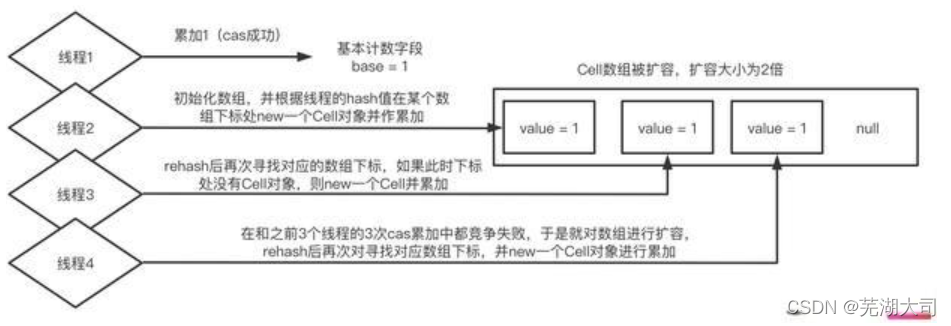 线程1
累加1（cas成功）
基本计数字段
base = 1
Cell数组被扩容，扩容大小为2倍
线程2
初始化数组，并根据线程的hash值在某个数
组下标处new一个Cell对象并作累加
value = 1
value = 1
value = 1
null
线程3
rehash后再次寻找对应的数组下标，如果此时下标
处没有Cell对象，则new一个Cell并累加
线程4
在和之前3个线程的3次cas累加中都竞争失败，于是就对数组进行扩容，
rehash后再次对寻找对应数组下标，并new一个Cell对象进行累加
CSDN @芜湖大司